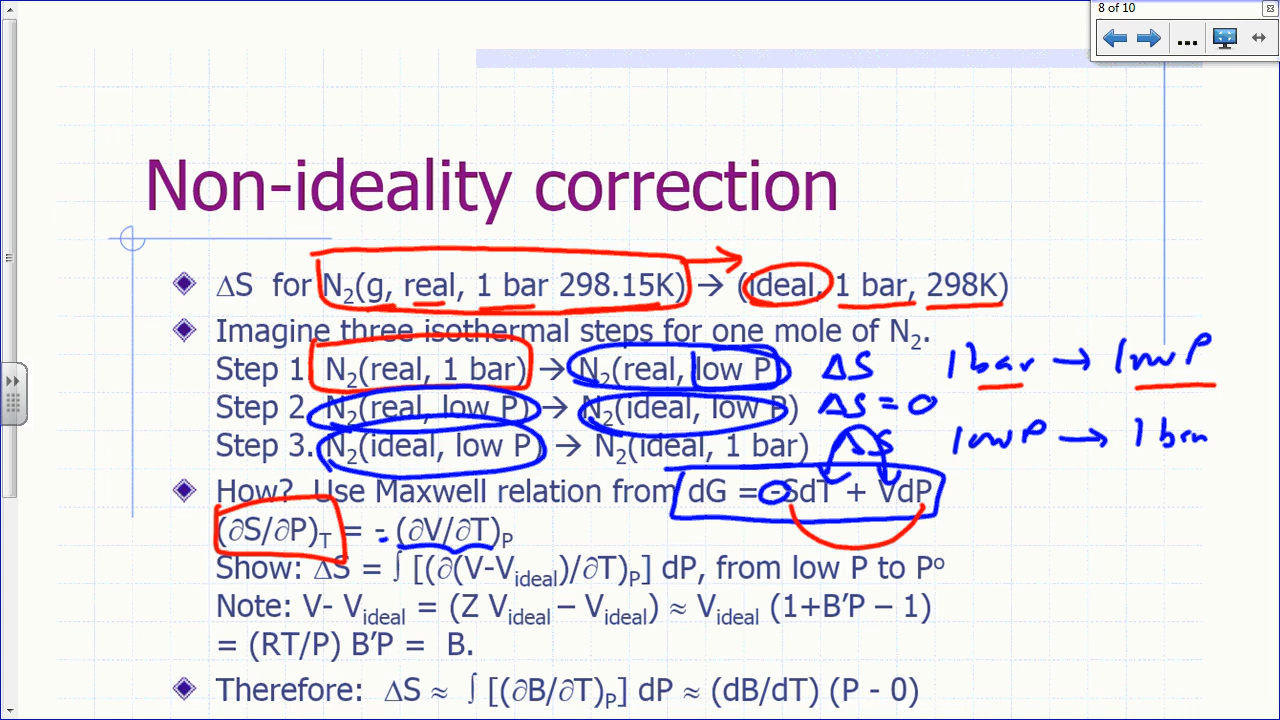 8 of 10
Non-ideality correction
ΔS for N₂(g, real, 1 bar 298.15K) → (ideal, 1 bar, 298K)
Imagine three isothermal steps for one mole of N₂.
Step 1 N₂(real, 1 bar) → N₂(real, low P) ΔS 1 bar → low P
Step 2. N₂(real, low P) → N₂(ideal, low P) ΔS = 0
Step 3. N₂(ideal, low P) → N₂(ideal, 1 bar) ΔS low P → 1 bar
How? Use Maxwell relation from dG = -SdT + VdP
(∂S/∂P)T = - (∂V/∂T)P
Show: ΔS = ∫ [(∂(V-Videal)/∂T)P] dP, from low P to Pº
Note: V- Videal = (Z Videal – Videal) ≈ Videal (1+B’P – 1)
= (RT/P) B’P = B.
Therefore: ΔS ≈ ∫ [(∂B/∂T)P] dP ≈ (dB/dT) (P - 0)